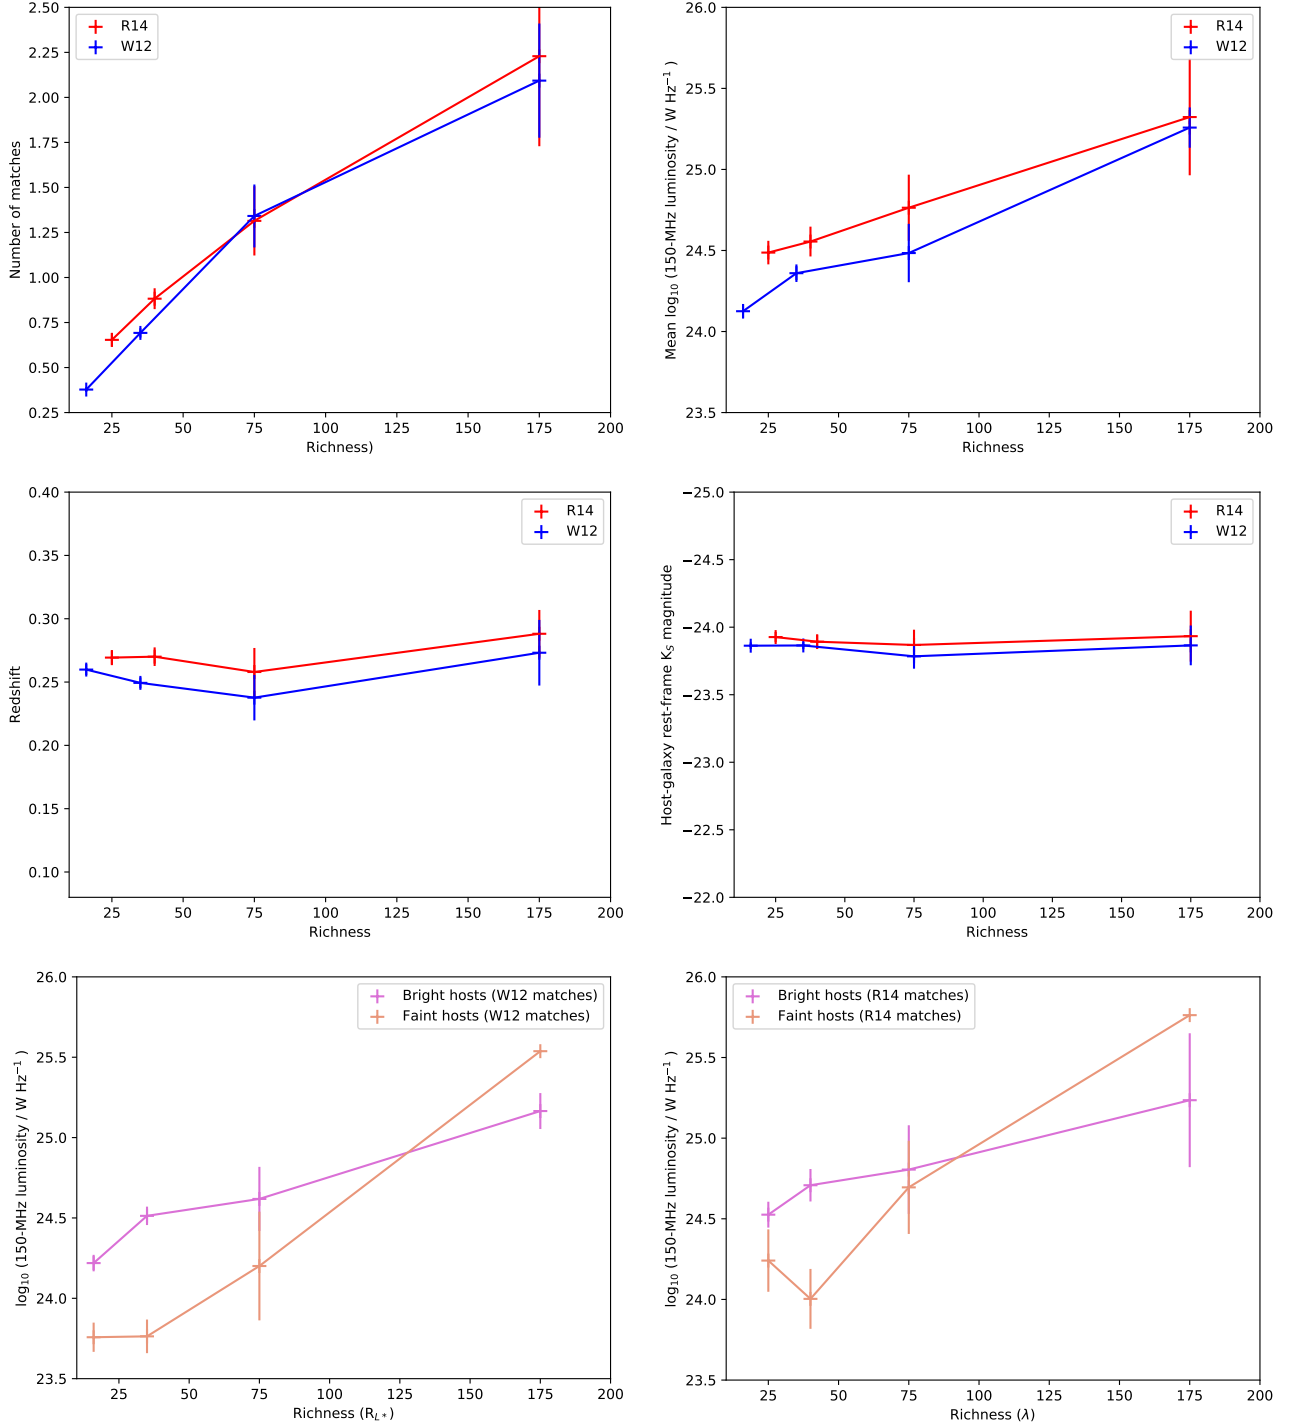 2.50
2.25
2.00
1.75
1.50
1.25
1.00
0.75
0.50
0.25
Number of matches
R14
W12
25 50 75 100 125 150 175 200
Richness)
26.0
25.5
25.0
24.5
24.0
23.5
Mean log₁₀ (150-MHz luminosity / W Hz⁻¹ )
R14
W12
25 50 75 100 125 150 175 200
Richness
0.40
0.35
0.30
0.25
0.20
0.15
0.10
Redshift
R14
W12
25 50 75 100 125 150 175 200
Richness
−25.0
−24.5
−24.0
−23.5
−23.0
−22.5
−22.0
Host-galaxy rest-frame K_S magnitude
R14
W12
25 50 75 100 125 150 175 200
Richness
26.0
25.5
25.0
24.5
24.0
23.5
log₁₀ (150-MHz luminosity / W Hz⁻¹ )
Bright hosts (W12 matches)
Faint hosts (W12 matches)
25 50 75 100 125 150 175 200
Richness (R_{L*})
26.0
25.5
25.0
24.5
24.0
23.5
log₁₀ (150-MHz luminosity / W Hz⁻¹ )
Bright hosts (R14 matches)
Faint hosts (R14 matches)
25 50 75 100 125 150 175 200
Richness (λ)